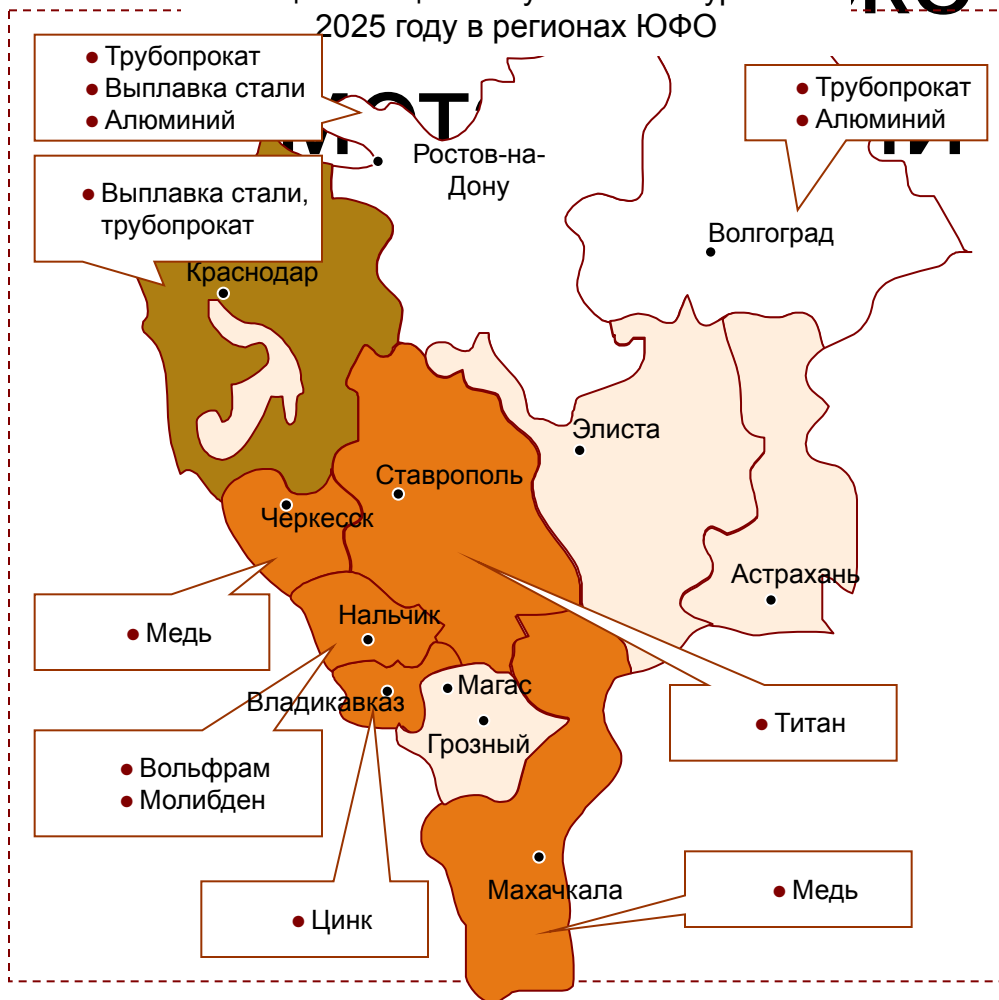 2025 году в регионах ЮФО
• Трубопрокат
• Выплавка стали
• Алюминий
• Трубопрокат
• Алюминий
Ростов-на-
Дону
• Выплавка стали,
трубопрокат
Волгоград
Краснодар
Элиста
Ставрополь
Черкесск
Астрахань
Нальчик
• Медь
Магас
Владикавказ
• Титан
Грозный
• Вольфрам
• Молибден
Махачкала
• Медь
• Цинк